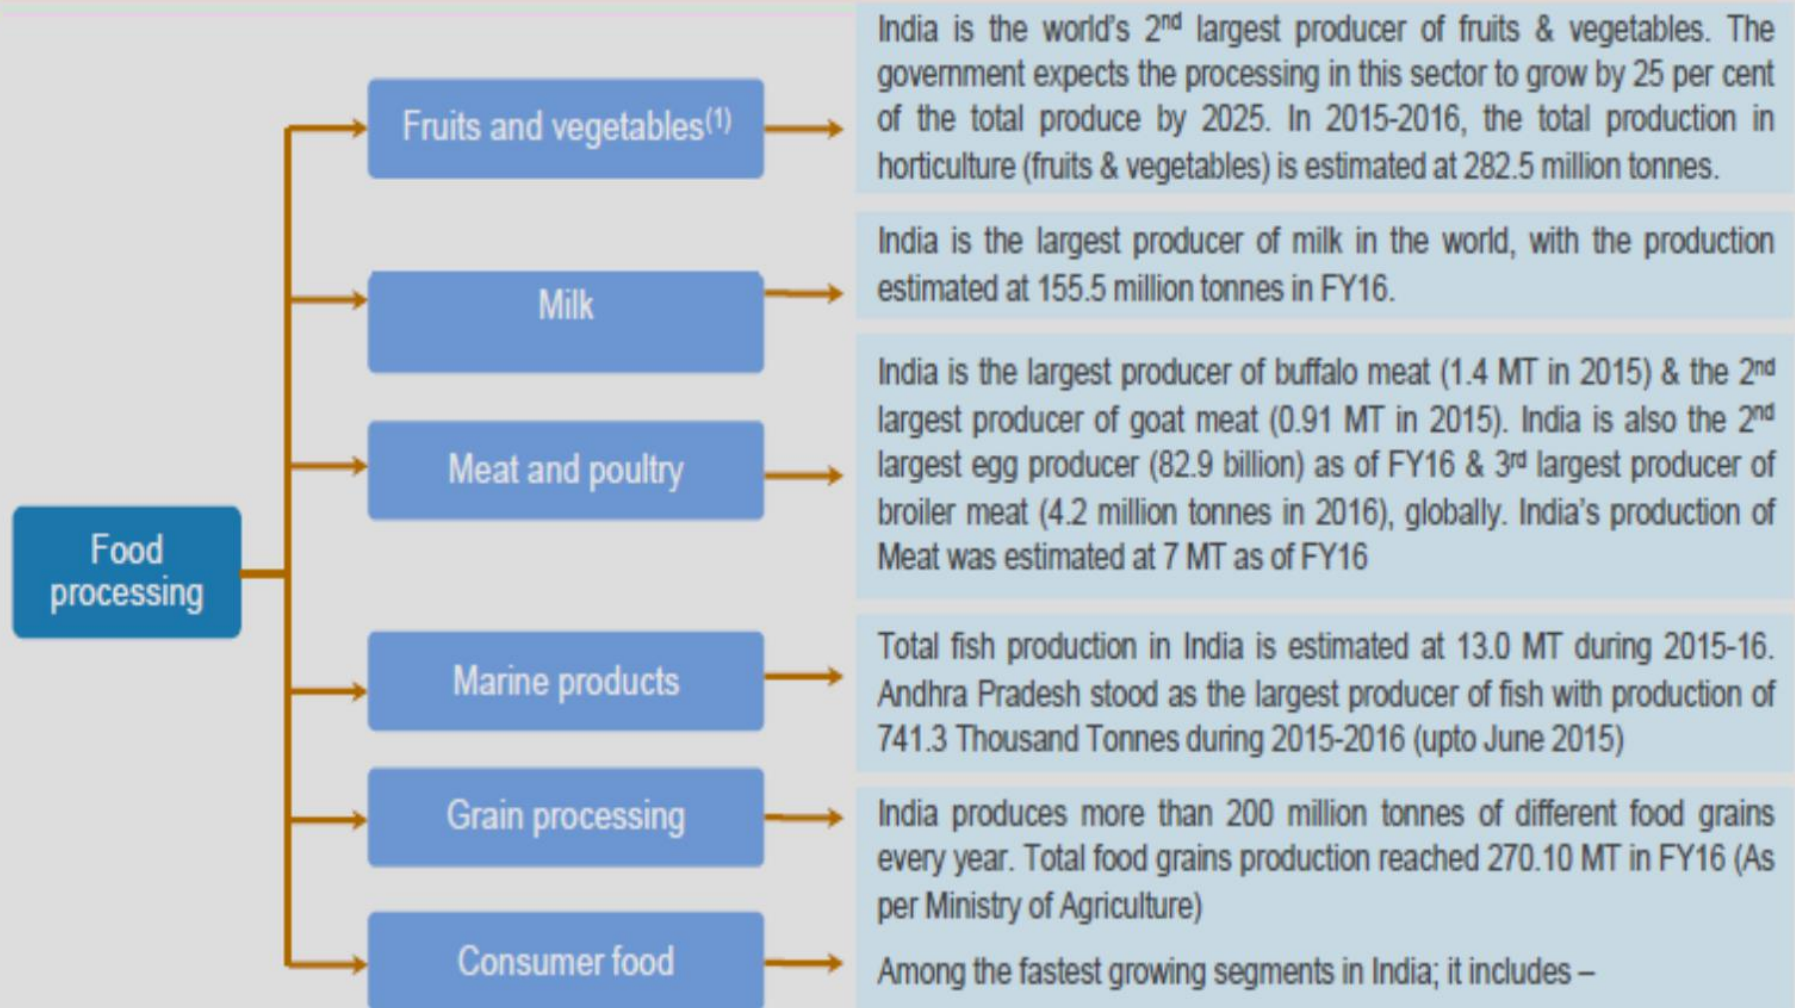 Food
processing
Fruits and vegetables(1)
India is the world's 2nd largest producer of fruits & vegetables. The
government expects the processing in this sector to grow by 25 per cent
of the total produce by 2025. In 2015-2016, the total production in
horticulture (fruits & vegetables) is estimated at 282.5 million tonnes.
Milk
India is the largest producer of milk in the world, with the production
estimated at 155.5 million tonnes in FY16.
Meat and poultry
India is the largest producer of buffalo meat (1.4 MT in 2015) & the 2nd
largest producer of goat meat (0.91 MT in 2015). India is also the 2nd
largest egg producer (82.9 billion) as of FY16 & 3rd largest producer of
broiler meat (4.2 million tonnes in 2016), globally. India's production of
Meat was estimated at 7 MT as of FY16
Marine products
Total fish production in India is estimated at 13.0 MT during 2015-16.
Andhra Pradesh stood as the largest producer of fish with production of
741.3 Thousand Tonnes during 2015-2016 (upto June 2015)
Grain processing
India produces more than 200 million tonnes of different food grains
every year. Total food grains production reached 270.10 MT in FY16 (As
per Ministry of Agriculture)
Consumer food
Among the fastest growing segments in India; it includes –